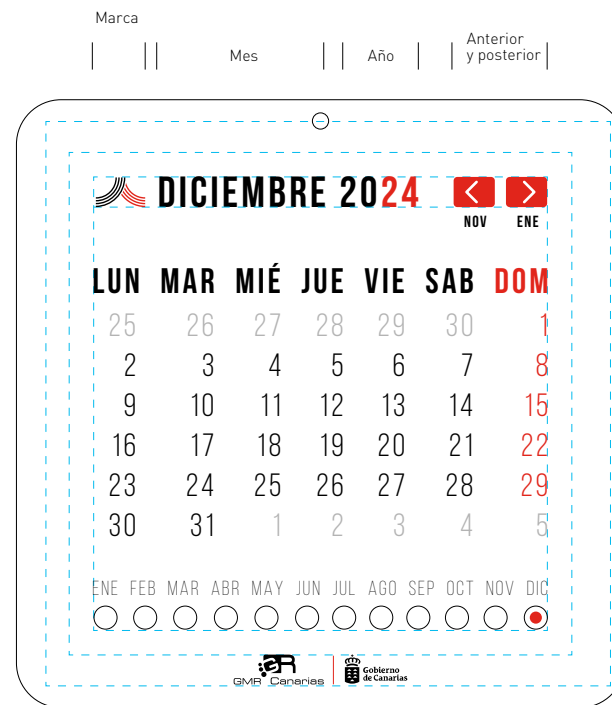 Marca
Mes
Año
Anterior
y posterior
DICIEMBRE 2024
NOV ENE
LUN MAR MIÉ JUE VIE SAB DOM
25 26 27 28 29 30 1
2 3 4 5 6 7 8
9 10 11 12 13 14 15
16 17 18 19 20 21 22
23 24 25 26 27 28 29
30 31 1 2 3 4 5
ENE FEB MAR ABR MAY JUN JUL AGO SEP OCT NOV DIC
GMR Canarias
Gobierno
de Canarias